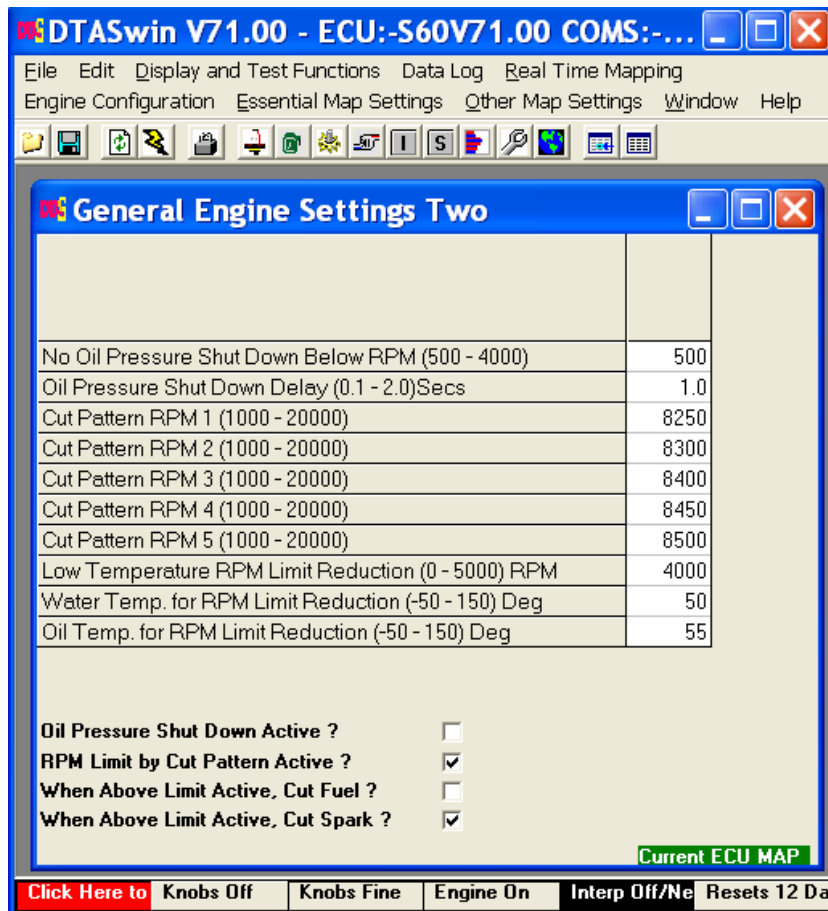 DTASwin V71.00 - ECU:-S60V71.00 COMS:-...
File Edit Display and Test Functions Data Log Real Time Mapping
Engine Configuration Essential Map Settings Other Map Settings Window Help
I S
General Engine Settings Two
No Oil Pressure Shut Down Below RPM (500 - 4000) 500
Oil Pressure Shut Down Delay (0.1 - 2.0)Secs 1.0
Cut Pattern RPM 1 (1000 - 20000) 8250
Cut Pattern RPM 2 (1000 - 20000) 8300
Cut Pattern RPM 3 (1000 - 20000) 8400
Cut Pattern RPM 4 (1000 - 20000) 8450
Cut Pattern RPM 5 (1000 - 20000) 8500
Low Temperature RPM Limit Reduction (0 - 5000) RPM 4000
Water Temp. for RPM Limit Reduction (-50 - 150) Deg 50
Oil Temp. for RPM Limit Reduction (-50 - 150) Deg 55
Oil Pressure Shut Down Active ?
RPM Limit by Cut Pattern Active ?
When Above Limit Active, Cut Fuel ?
When Above Limit Active, Cut Spark ?
Current ECU MAP
Click Here to Knobs Off Knobs Fine Engine On Interp Off/Ne Resets 12 Da